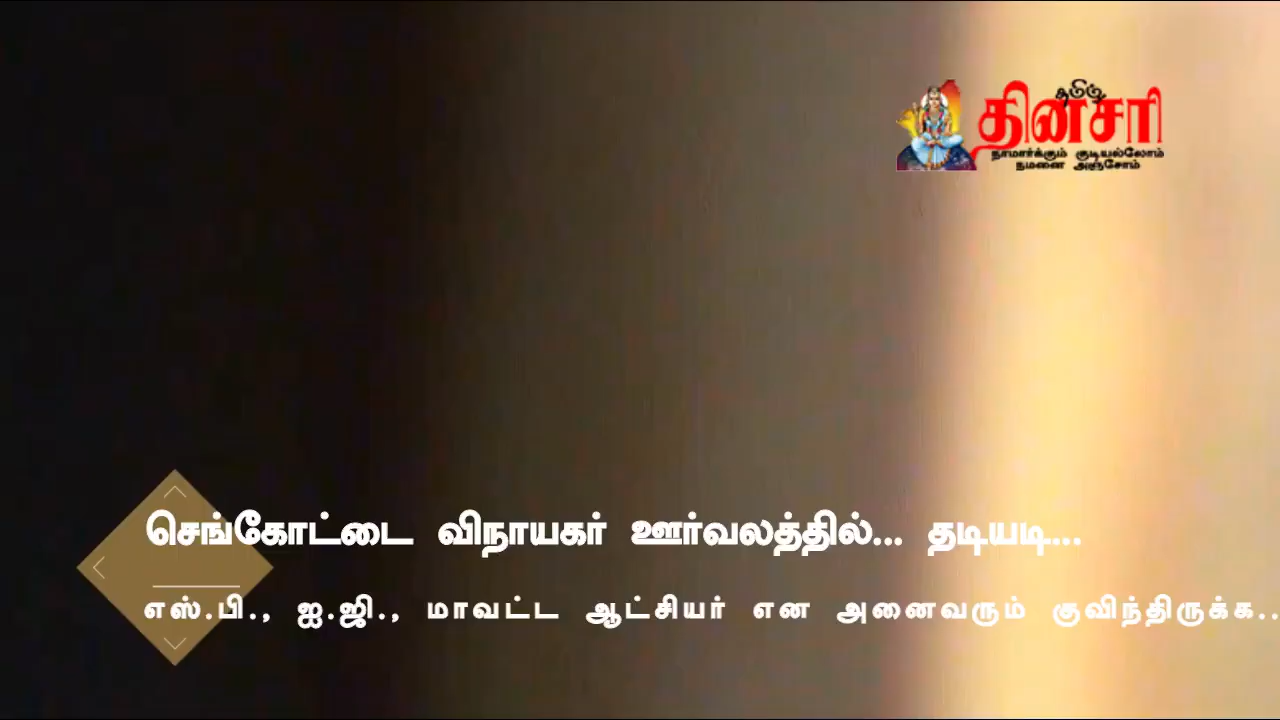 தமிழ்
தினசரி
நாமார்க்கும் குடியல்லோம்
நமனை அஞ்சோம்
செங்கோட்டை விநாயகர் ஊர்வலத்தில்... தடியடி...
எஸ்.பி., ஐ.ஜி., மாவட்ட ஆட்சியர் என அனைவரும் குவிந்திருக்க..